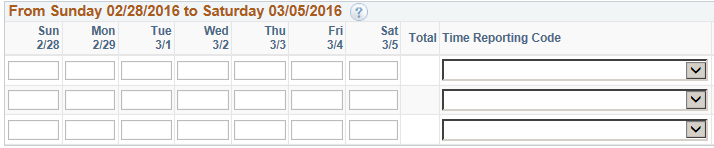 From Sunday 02/28/2016 to Saturday 03/05/2016 ?
Sun Mon Tue Wed Thu Fri Sat
2/28 2/29 3/1 3/2 3/3 3/4 3/5 Total Time Reporting Code